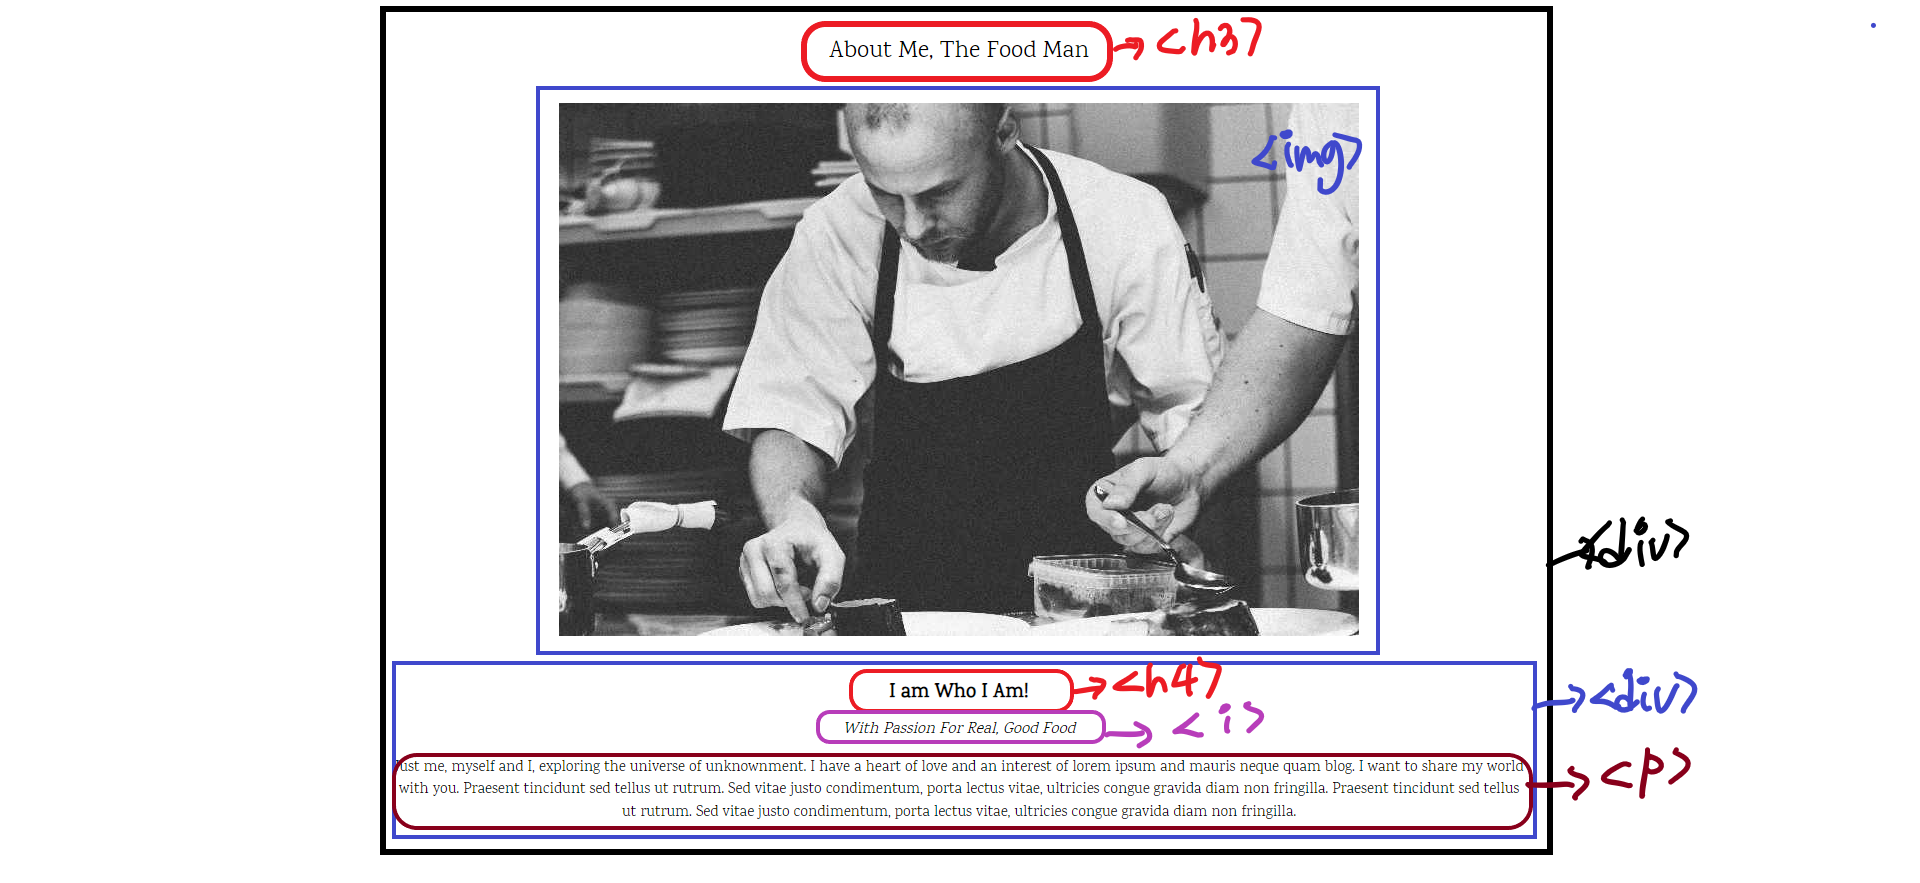 About Me, The Food Man <h3>
<img>
<div>
I am Who I Am! <h4>
<div>
With Passion For Real, Good Food <i>
Just me, myself and I, exploring the universe of unknownment. I have a heart of love and an interest of lorem ipsum and mauris neque quam blog. I want to share my world
with you. Praesent tincidunt sed tellus ut rutrum. Sed vitae justo condimentum, porta lectus vitae, ultricies congue gravida diam non fringilla. Praesent tincidunt sed tellus
<p>
ut rutrum. Sed vitae justo condimentum, porta lectus vitae, ultricies congue gravida diam non fringilla.